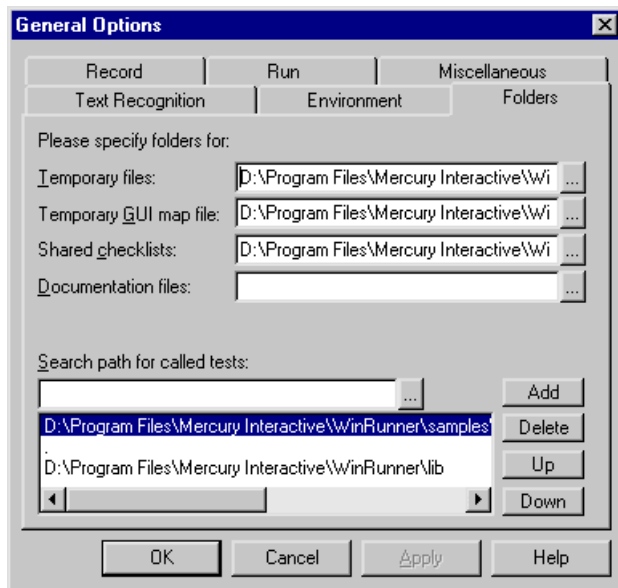 General Options
Record Run Miscellaneous
Text Recognition Environment Folders
Please specify folders for:
Temporary files: D:\Program Files\Mercury Interactive\Wi ...
Temporary GUI map file: D:\Program Files\Mercury Interactive\Wi ...
Shared checklists: D:\Program Files\Mercury Interactive\Wi ...
Documentation files: ...
Search path for called tests:
... Add
D:\Program Files\Mercury Interactive\WinRunner\samples\ Delete
.
D:\Program Files\Mercury Interactive\WinRunner\lib Up
Down
OK Cancel Apply Help